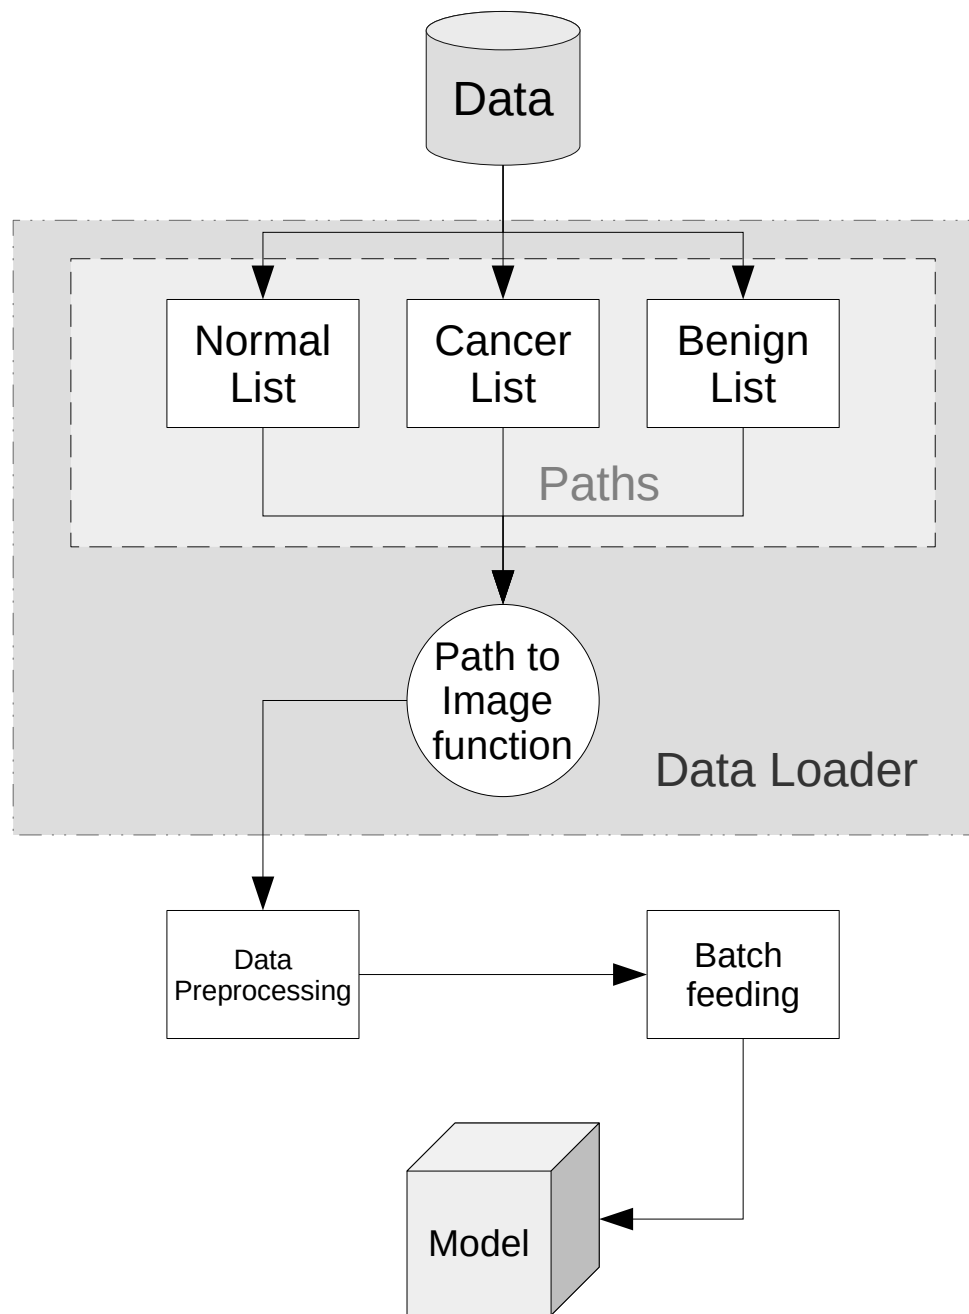 Data
Normal
List
Cancer
List
Benign
List
Paths
Path to
Image
function
Data Loader
Data
Preprocessing
Batch
feeding
Model